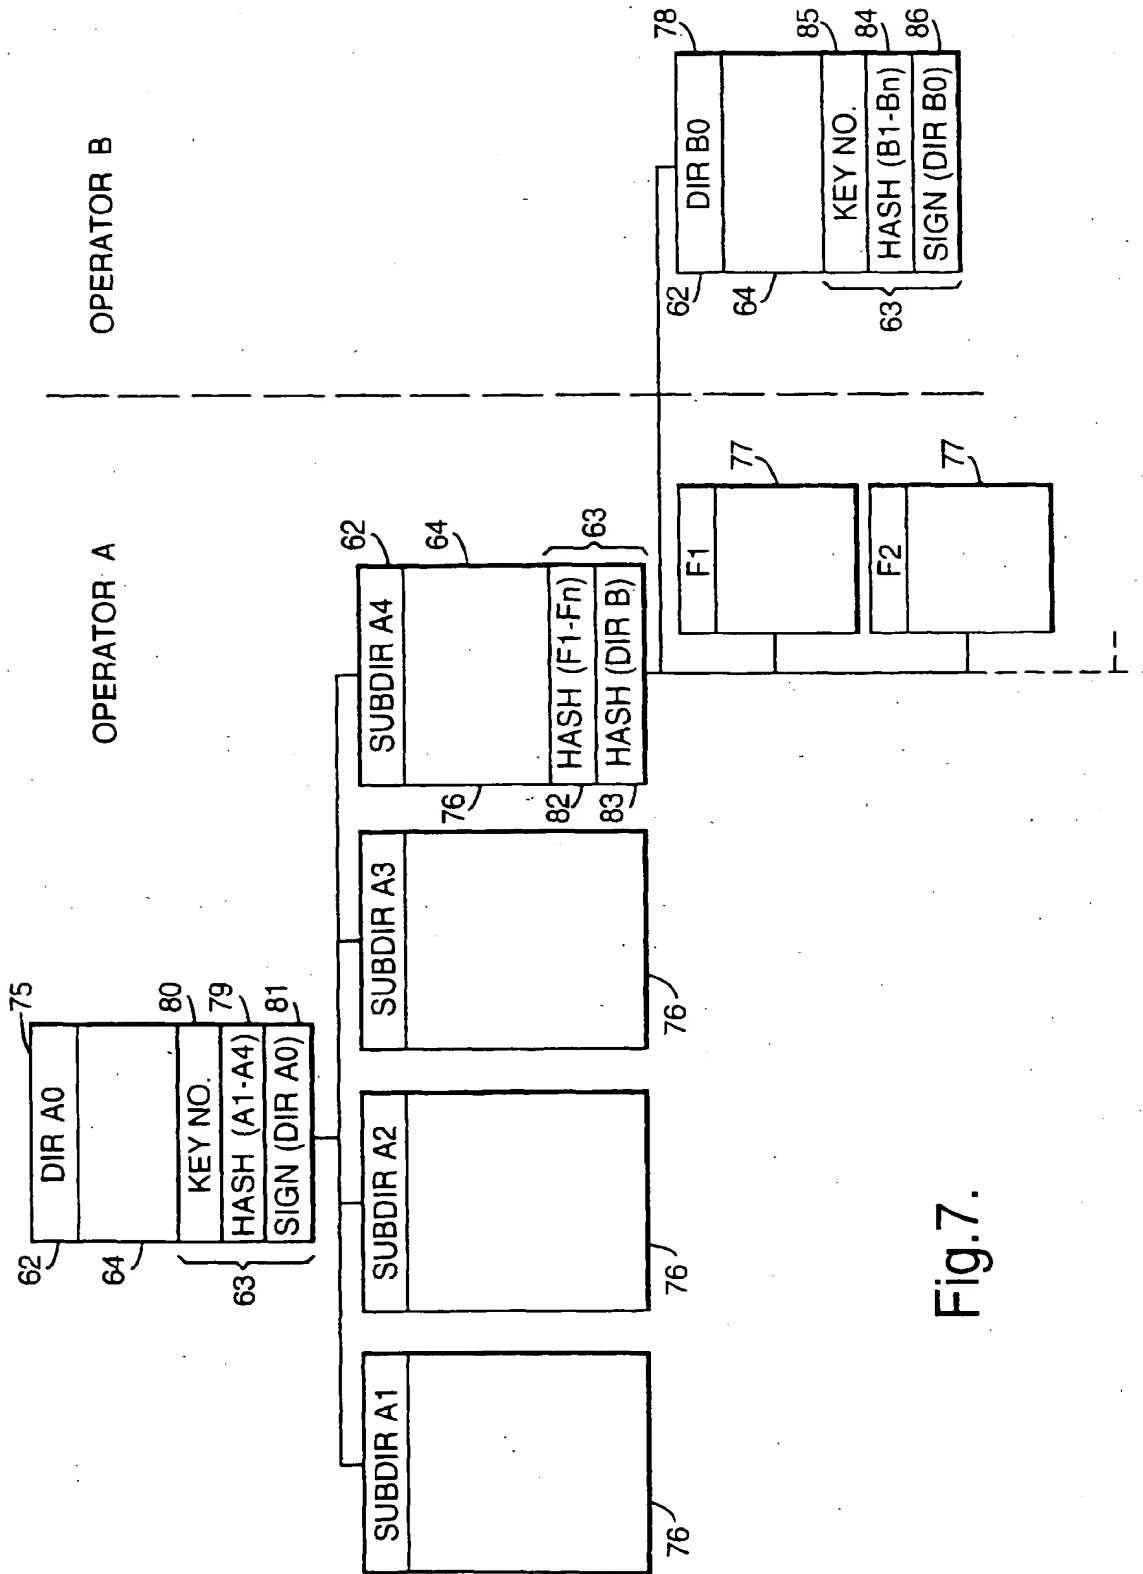 OPERATOR A
OPERATOR B
75
DIR A0
62
64
KEY NO.
80
HASH (A1-A4)
79
SIGN (DIR A0)
81
63
SUBDIR A1
76
SUBDIR A2
76
SUBDIR A3
76
SUBDIR A4
62
64
76
HASH (F1-Fn)
82
HASH (DIR B)
83
63
F1
77
F2
77
DIR B0
78
62
64
KEY NO.
85
HASH (B1-Bn)
84
SIGN (DIR B0)
86
63
Fig.7.